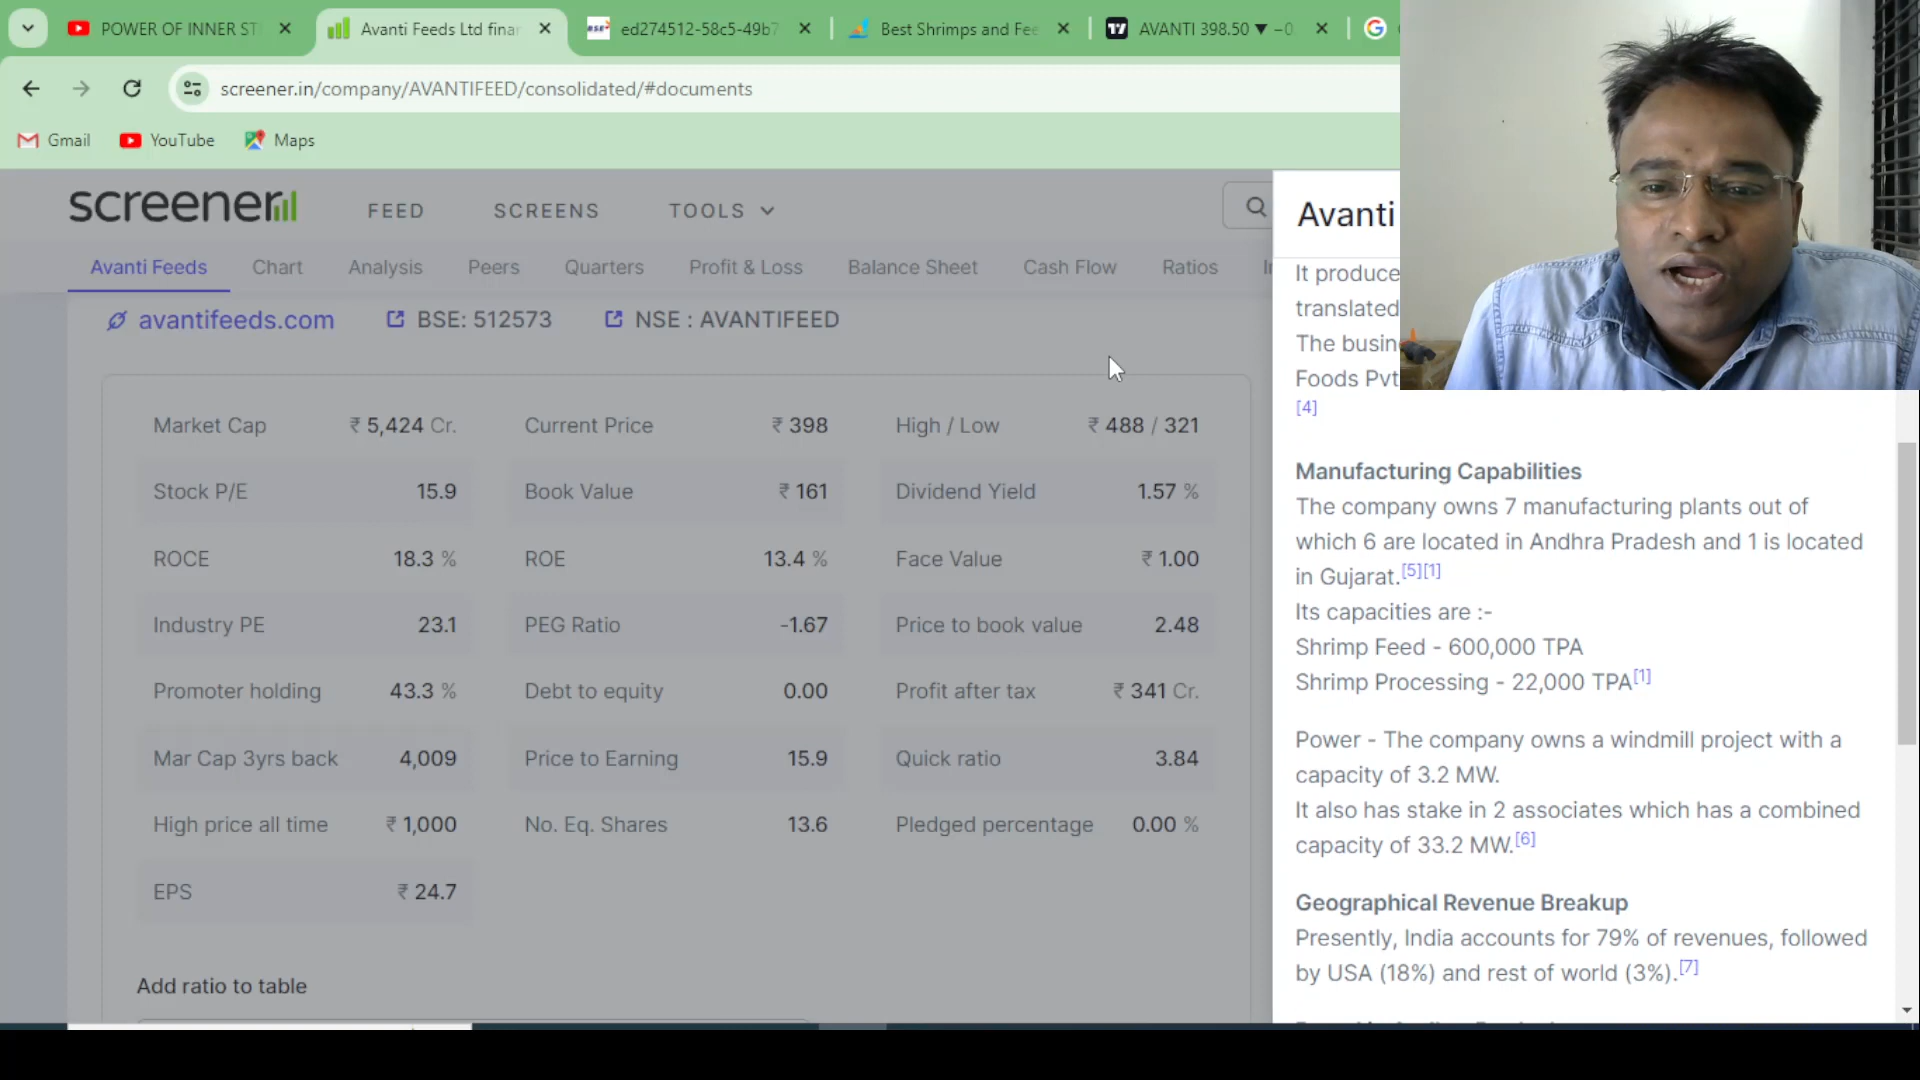 POWER OF INNER ST
Avanti Feeds Ltd finar
ed274512-58c5-49b7
Best Shrimps and Fee
AVANTI 398.50 ▼ −0
screener.in/company/AVANTIFEED/consolidated/#documents
Gmail
YouTube
Maps
screener
FEED
SCREENS
TOOLS
Avanti
Avanti Feeds
Chart
Analysis
Peers
Quarters
Profit & Loss
Balance Sheet
Cash Flow
Ratios
avantifeeds.com
BSE: 512573
NSE : AVANTIFEED
Market Cap ₹ 5,424 Cr.
Current Price ₹ 398
High / Low ₹ 488 / 321
Stock P/E 15.9
Book Value ₹ 161
Dividend Yield 1.57 %
ROCE 18.3 %
ROE 13.4 %
Face Value ₹ 1.00
Industry PE 23.1
PEG Ratio -1.67
Price to book value 2.48
Promoter holding 43.3 %
Debt to equity 0.00
Profit after tax ₹ 341 Cr.
Mar Cap 3yrs back 4,009
Price to Earning 15.9
Quick ratio 3.84
High price all time ₹ 1,000
No. Eq. Shares 13.6
Pledged percentage 0.00 %
EPS ₹ 24.7
Add ratio to table
It produce
translated
The busin
Foods Pvt
[4]
Manufacturing Capabilities
The company owns 7 manufacturing plants out of
which 6 are located in Andhra Pradesh and 1 is located
in Gujarat.[5][1]
Its capacities are :-
Shrimp Feed - 600,000 TPA
Shrimp Processing - 22,000 TPA[1]
Power - The company owns a windmill project with a
capacity of 3.2 MW.
It also has stake in 2 associates which has a combined
capacity of 33.2 MW.[6]
Geographical Revenue Breakup
Presently, India accounts for 79% of revenues, followed
by USA (18%) and rest of world (3%).[7]